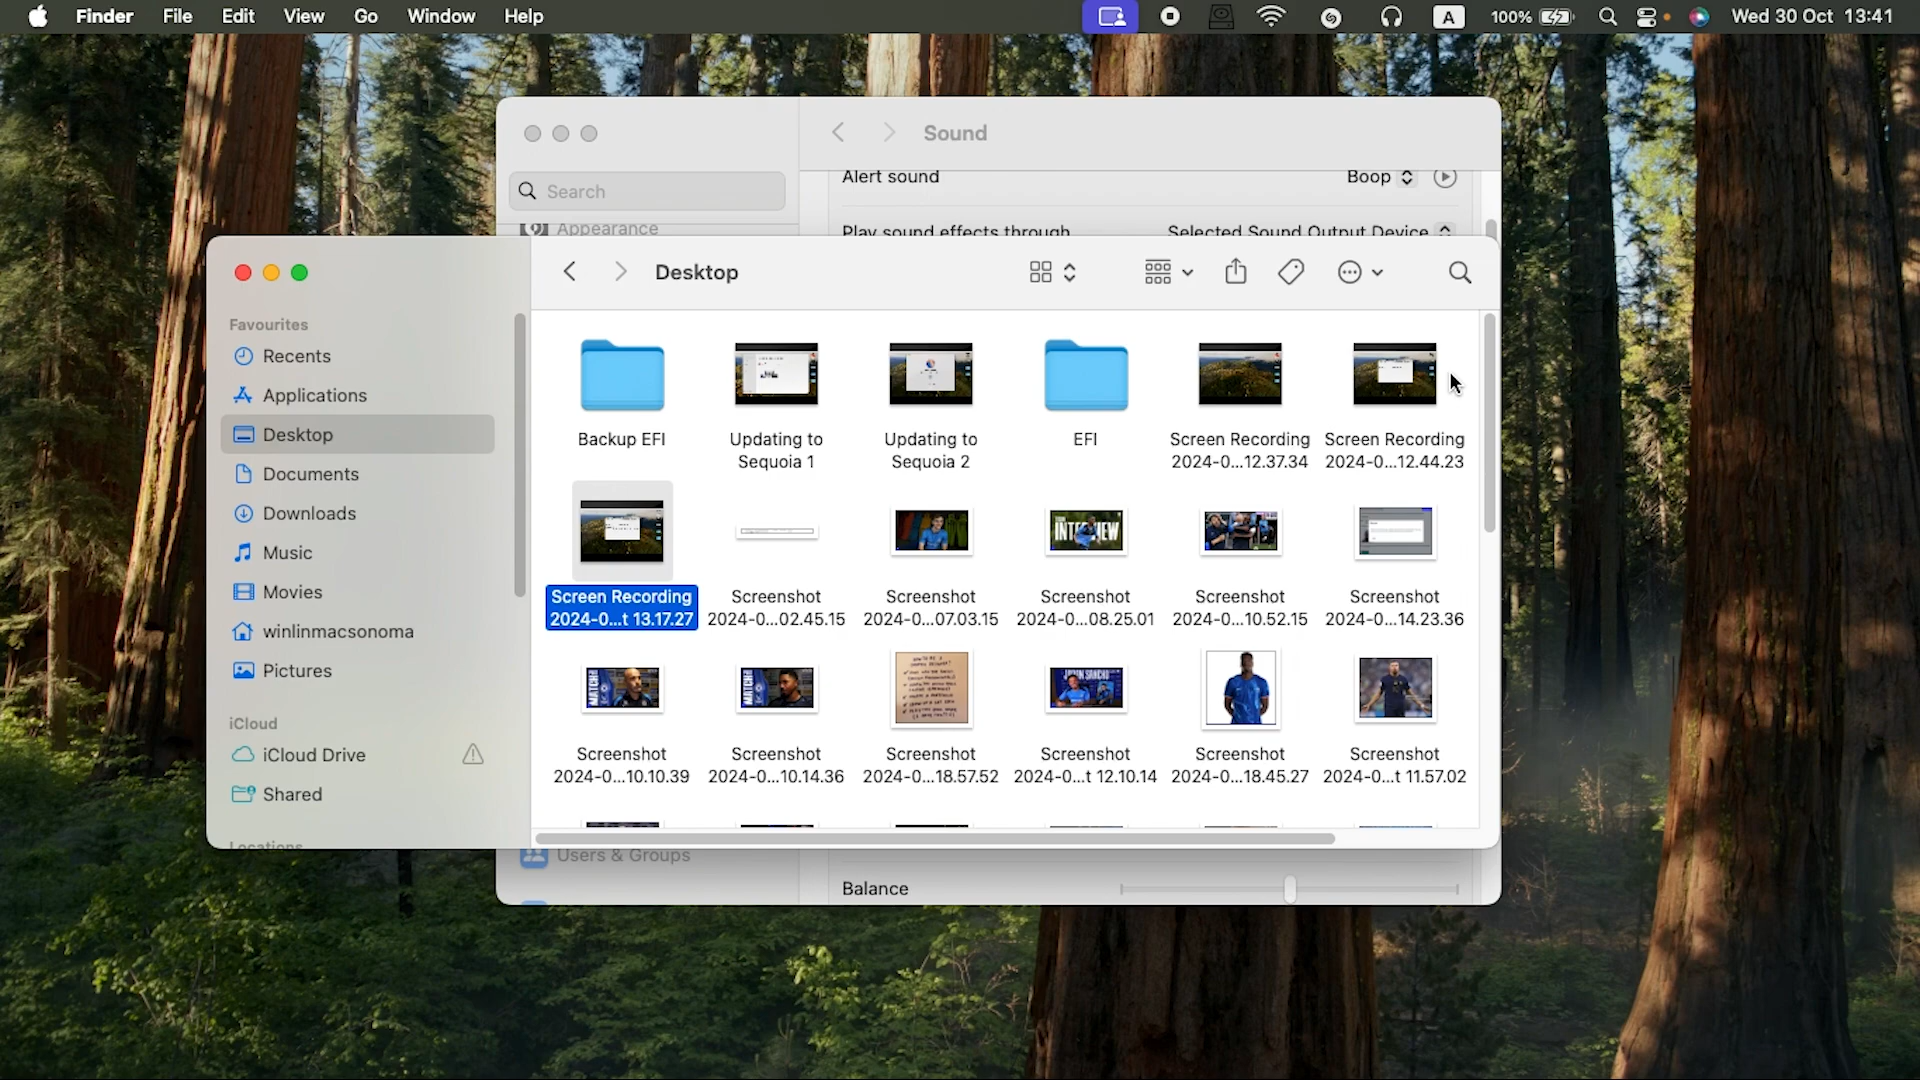 Finder File Edit View Go Window Help A 100% Wed 30 Oct 13:41
Sound
Search
Alert sound Boop
Appearance
Play sound effects through Selected Sound Output Device
Desktop
Favourites
Recents
Applications
Desktop
Documents
Downloads
Music
Movies
winlinmacsonoma
Pictures
iCloud
iCloud Drive
Shared
Locations
Backup EFI
Updating to
Sequoia 1
Updating to
Sequoia 2
EFI
Screen Recording
2024-0...12.37.34
Screen Recording
2024-0...12.44.23
Screen Recording
2024-0...t 13.17.27
Screenshot
2024-0...02.45.15
Screenshot
2024-0...07.03.15
INTERVIEW
Screenshot
2024-0...08.25.01
Screenshot
2024-0...10.52.15
Screenshot
2024-0...14.23.36
MATCH
Screenshot
2024-0...10.10.39
MATCH
Screenshot
2024-0...10.14.36
Screenshot
2024-0...18.57.52
JADON SANCHO
Screenshot
2024-0...t 12.10.14
Screenshot
2024-0...18.45.27
Screenshot
2024-0...t 11.57.02
Users & Groups
Balance